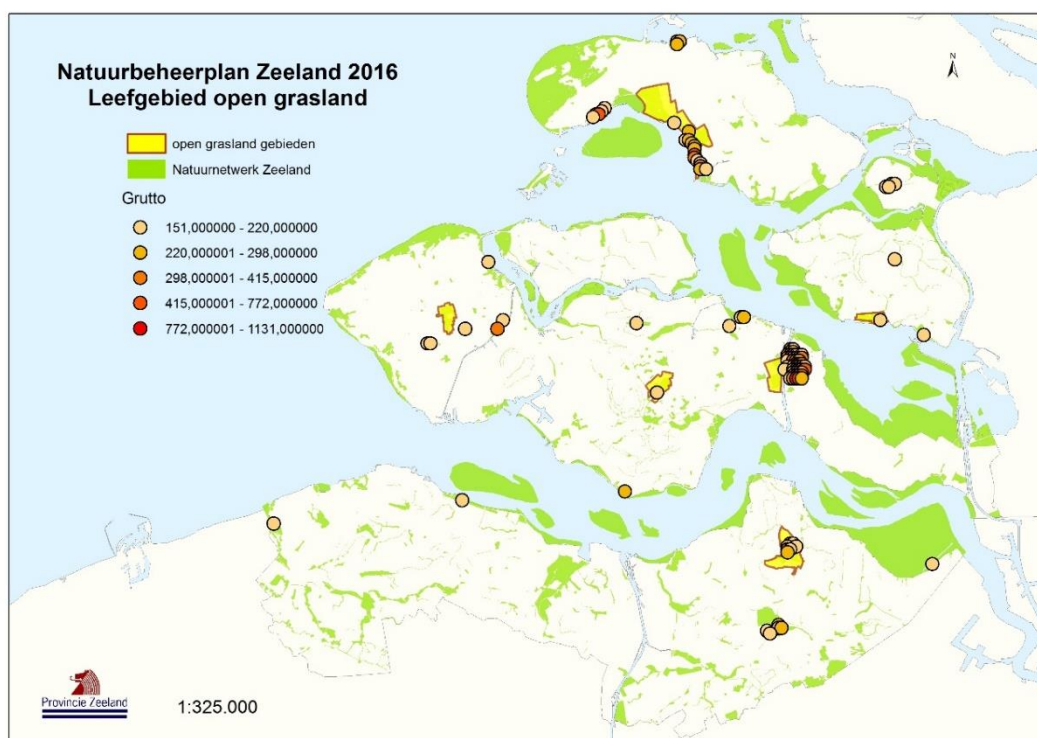 Natuurbeheerplan Zeeland 2016
Leefgebied open grasland
open grasland gebieden
Natuurnetwerk Zeeland
Grutto
151,000000 - 220,000000
220,000001 - 298,000000
298,000001 - 415,000000
415,000001 - 772,000000
772,000001 - 1131,000000
N
Provincie Zeeland
1:325.000